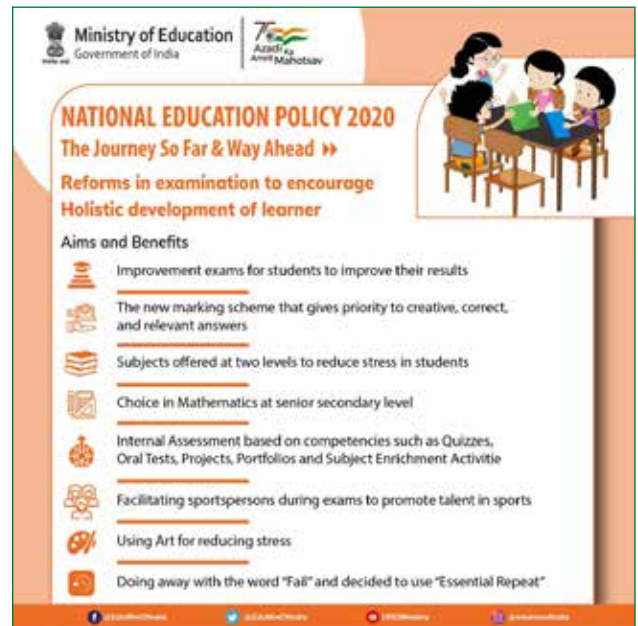 Ministry of Education
Government of India
Azadi Ka
Amrit Mahotsav
NATIONAL EDUCATION POLICY 2020
The Journey So Far & Way Ahead
Reforms in examination to encourage
Holistic development of learner
Aims and Benefits
Improvement exams for students to improve their results
The new marking scheme that gives priority to creative, correct,
and relevant answers
Subjects offered at two levels to reduce stress in students
Choice in Mathematics at senior secondary level
Internal Assessment based on competencies such as Quizzes,
Oral Tests, Projects, Portfolios and Subject Enrichment Activitie
Facilitating sportspersons during exams to promote talent in sports
Using Art for reducing stress
Doing away with the word "Fail" and decided to use "Essential Repeat"